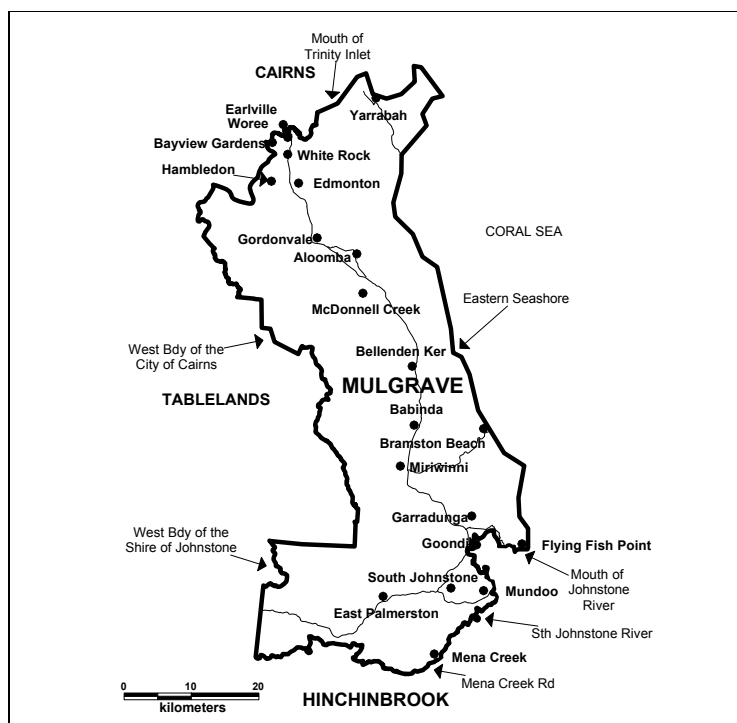 Mouth of
Trinity Inlet
CAIRNS
Yarrabah
Earlville
Woree
Bayview Gardens
White Rock
Hambledon
Edmonton
CORAL SEA
Gordonvale
Aloomba
Eastern Seashore
McDonnell Creek
West Bdy of the
City of Cairns
Bellenden Ker
MULGRAVE
TABLELANDS
Babinda
Bramston Beach
Miriwinni
Garradunga
West Bdy of the
Shire of Johnstone
Goondi
Flying Fish Point
Mouth of
Johnstone
River
South Johnstone
Mundoo
East Palmerston
Sth Johnstone River
Mena Creek
Mena Creek Rd
0 10 20
kilometers
HINCHINBROOK